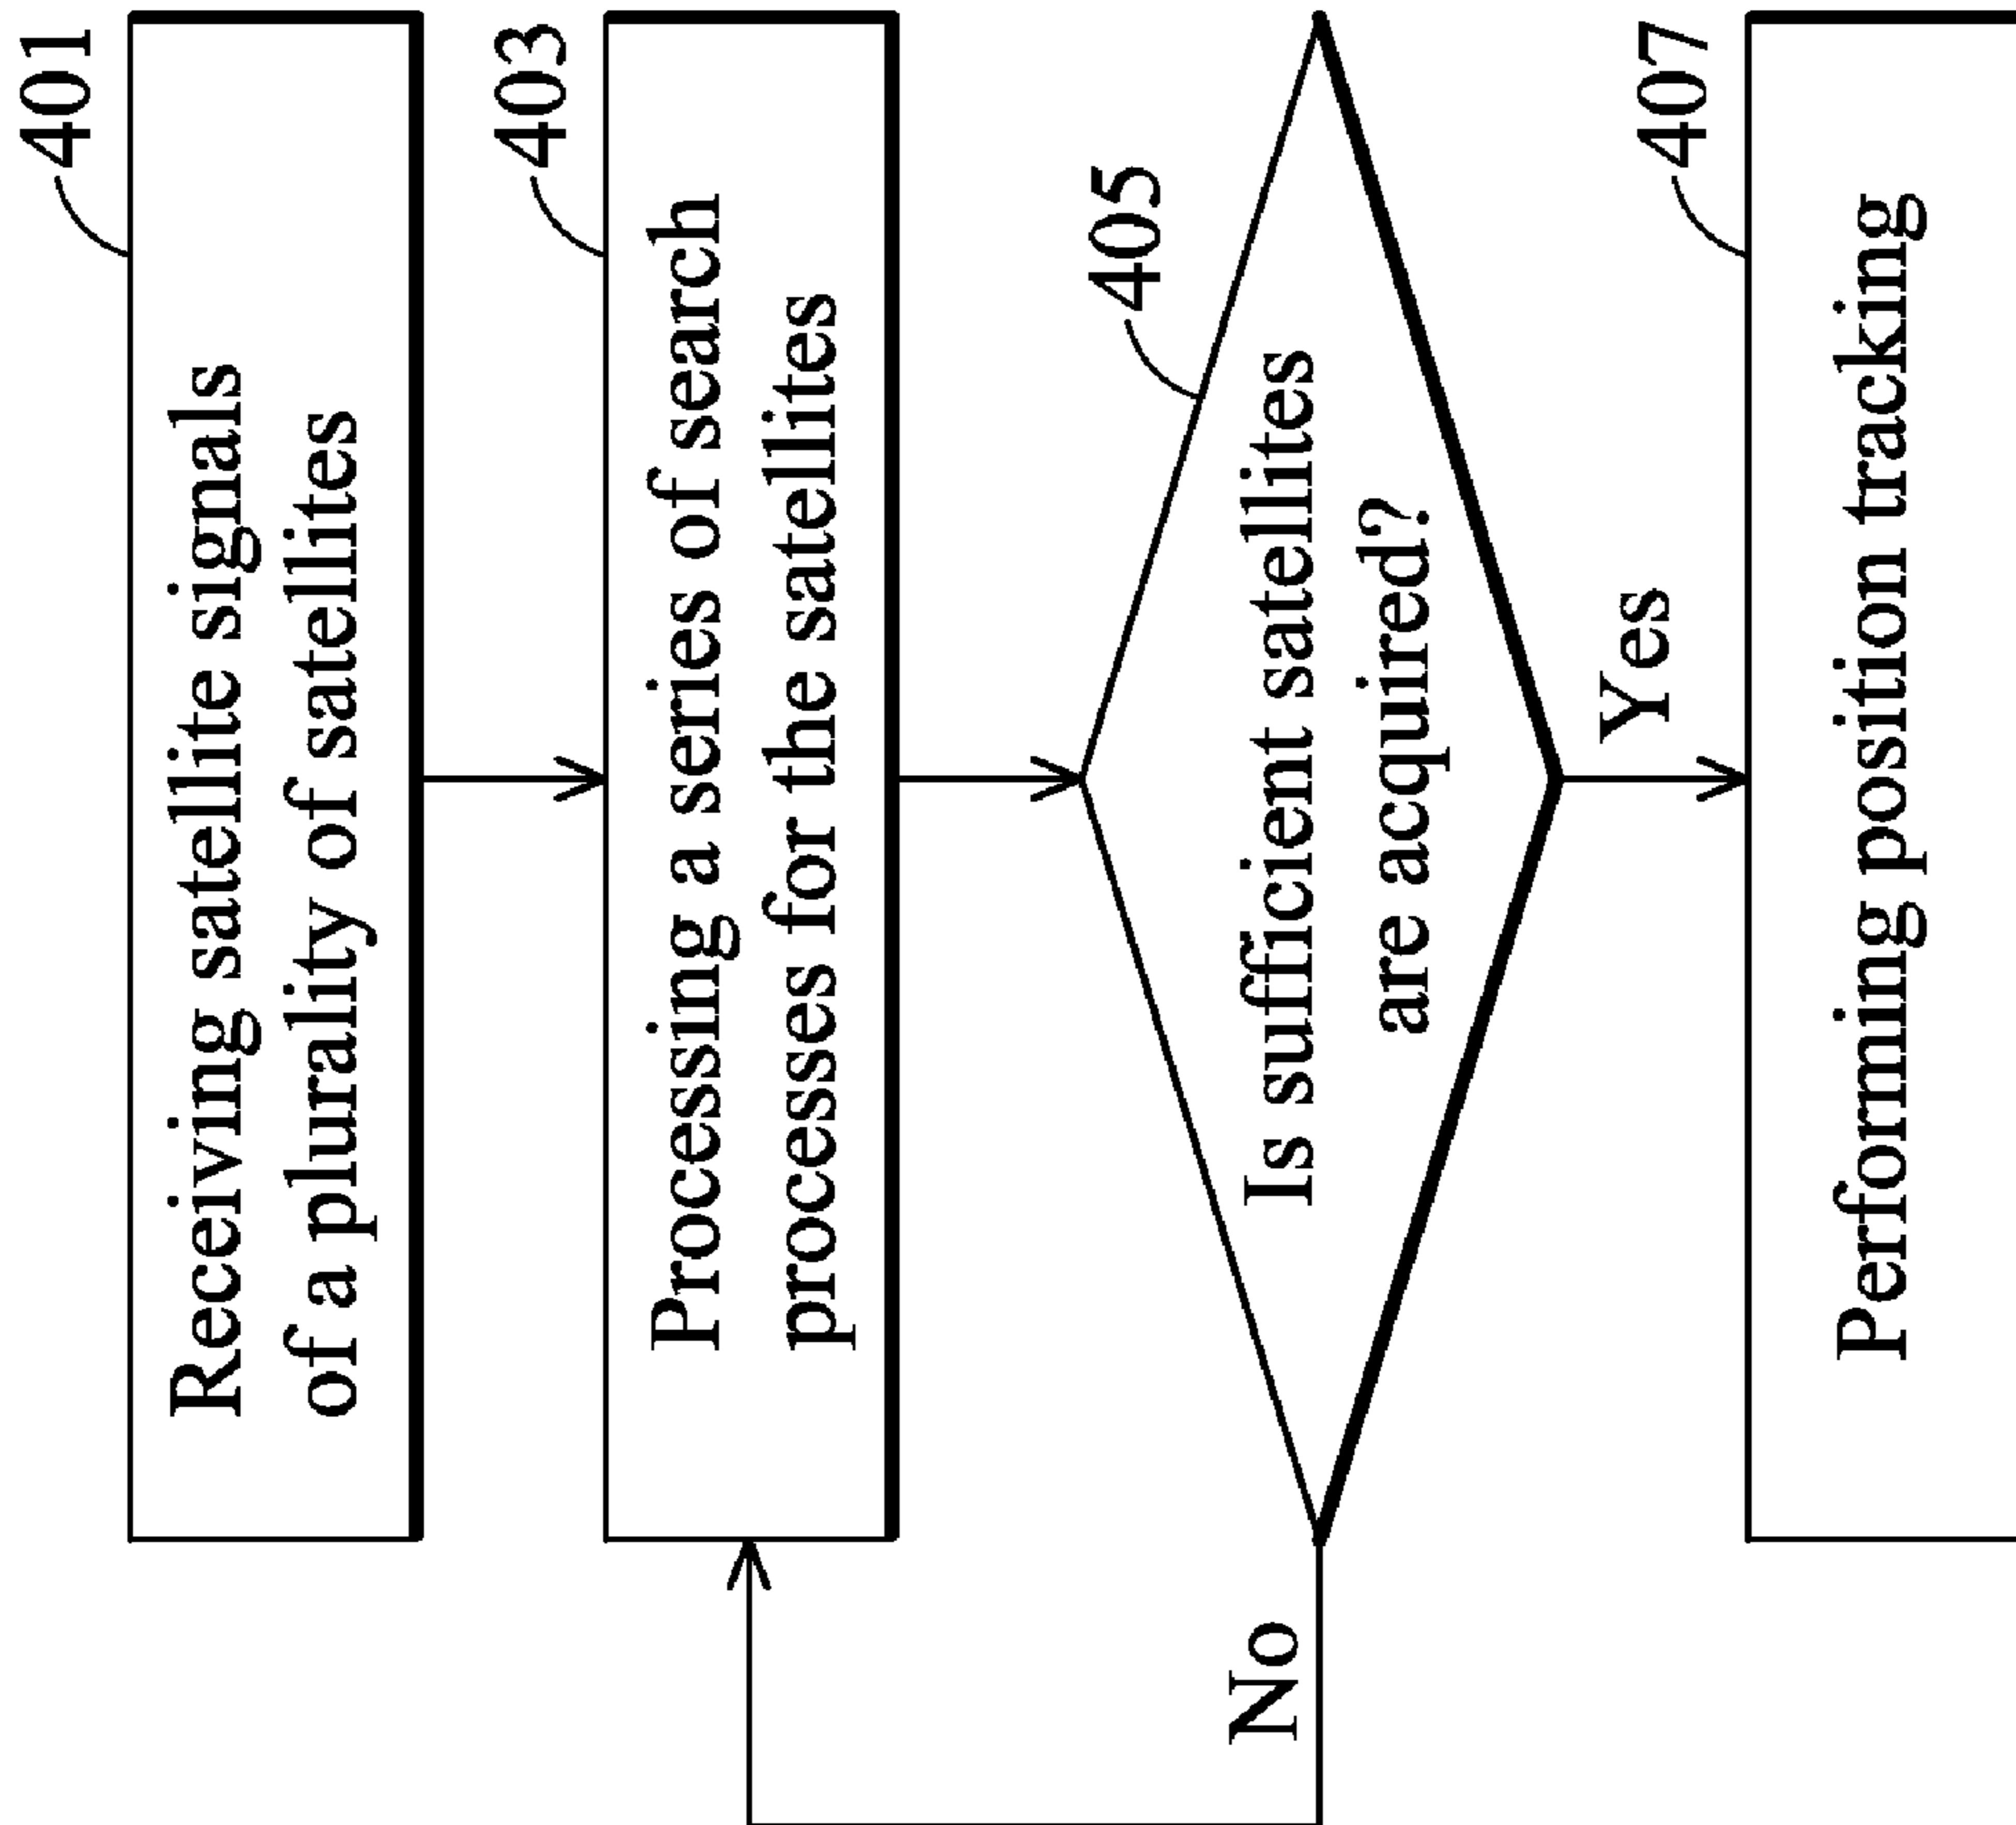 401
Receiving satellite signals
of a plurality of satellites
403
Processing a series of search
processes for the satellites
405
Is sufficient satellites
are acquired?
No
Yes
407
Performing position tracking